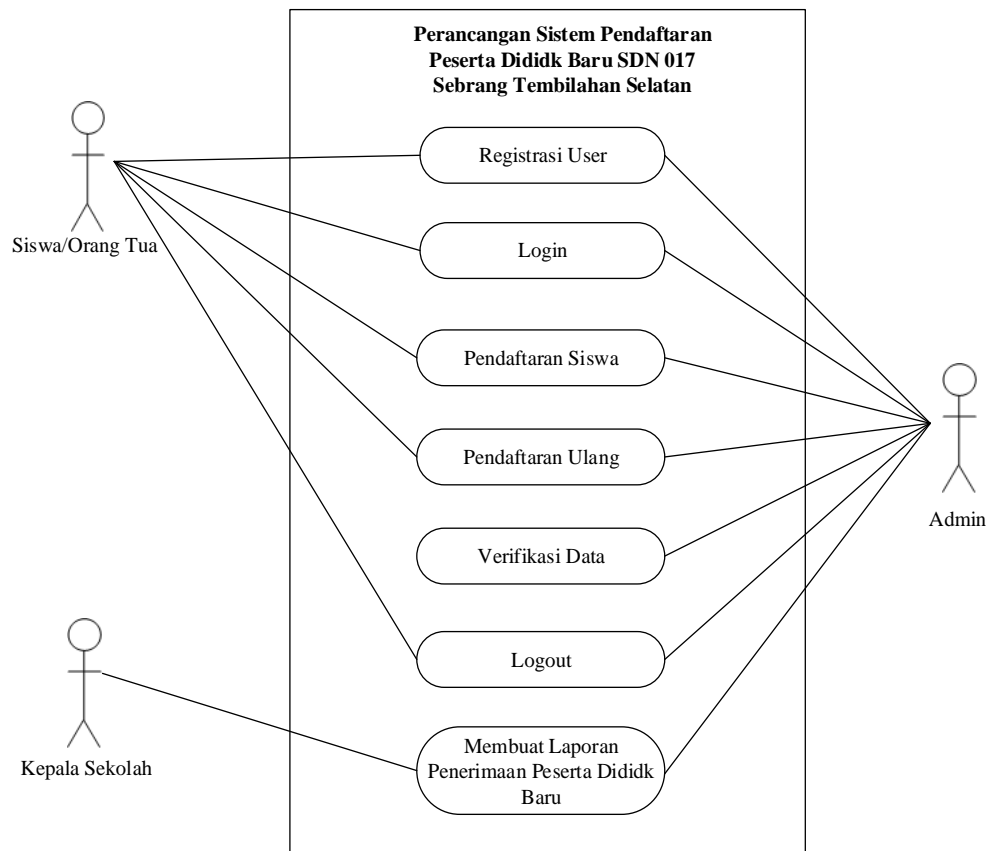 Perancangan Sistem Pendaftaran
Peserta Dididk Baru SDN 017
Sebrang Tembilahan Selatan
Registrasi User
Siswa/Orang Tua
Login
Pendaftaran Siswa
Pendaftaran Ulang
Admin
Verifikasi Data
Logout
Kepala Sekolah
Membuat Laporan
Penerimaan Peserta Dididk
Baru